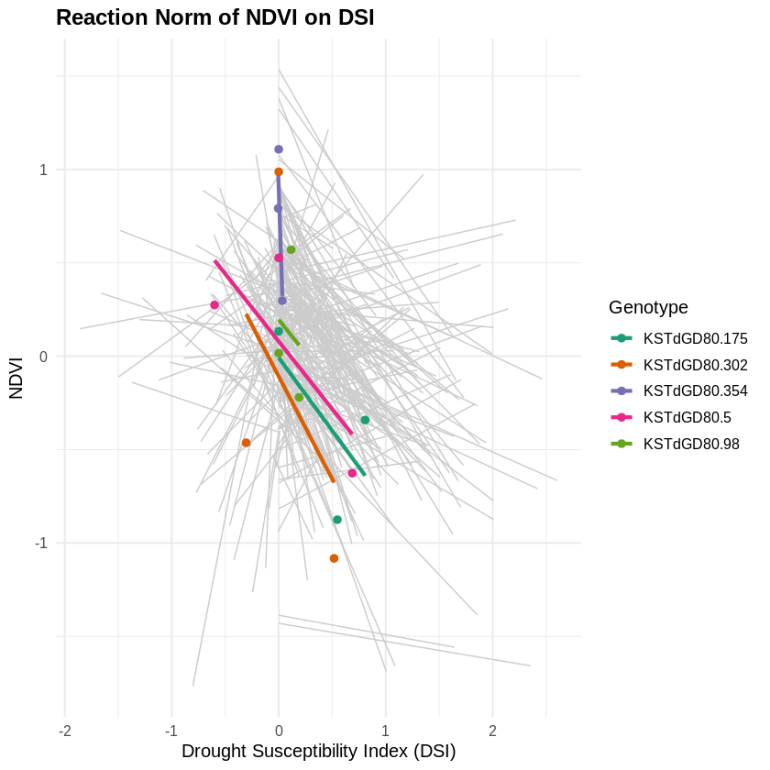 Reaction Norm of NDVI on DSI
1
0
-1
NDVI
-2
-1
0
1
2
Drought Susceptibility Index (DSI)
Genotype
KSTdGD80.175
KSTdGD80.302
KSTdGD80.354
KSTdGD80.5
KSTdGD80.98